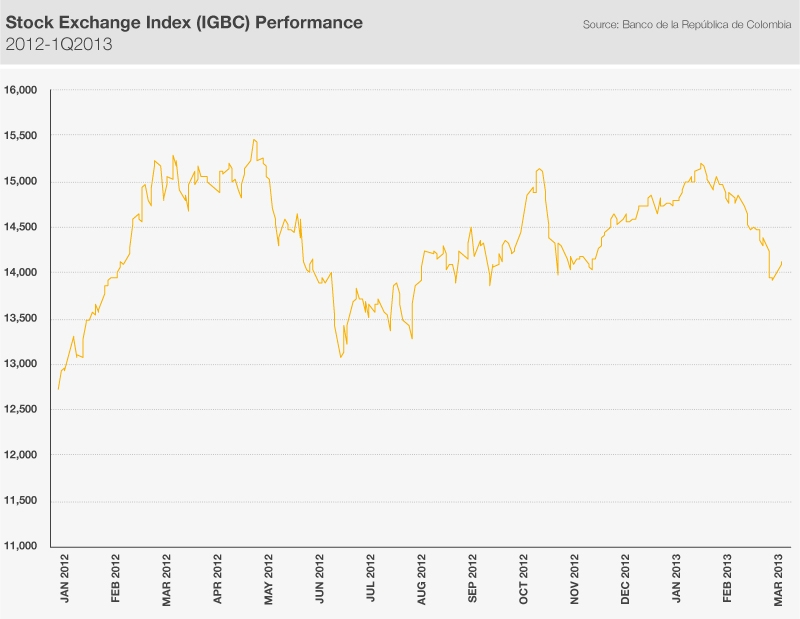 Stock Exchange Index (IGBC) Performance
Source: Banco de la República de Colombia
2012-1Q2013
16,000
15,500
15,000
14,500
14,000
13,500
13,000
12,500
12,000
11,500
11,000
JAN 2012
FEB 2012
MAR 2012
APR 2012
MAY 2012
JUN 2012
JUL 2012
AUG 2012
SEP 2012
OCT 2012
NOV 2012
DEC 2012
JAN 2013
FEB 2013
MAR 2013